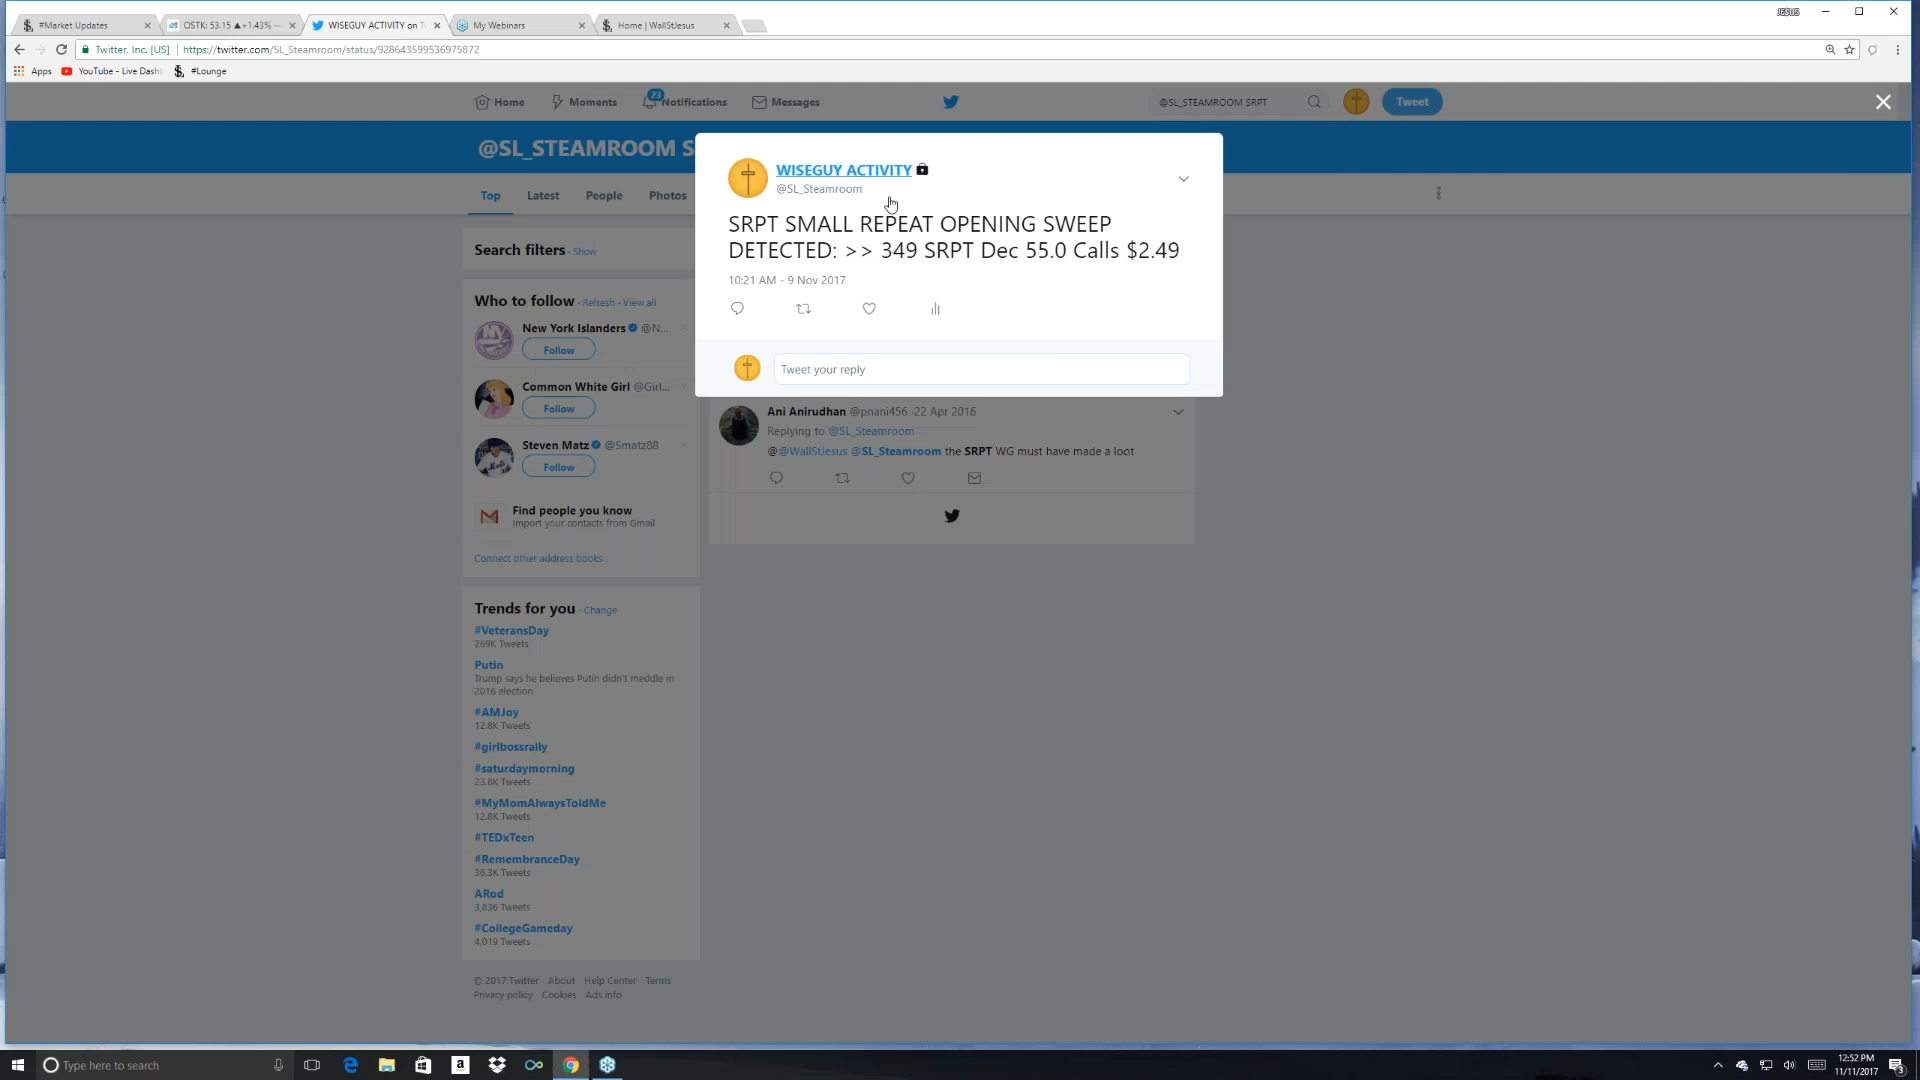 #Market Updates
OSTK: 53.15 ▲+1.43% —
WISEGUY ACTIVITY on T
My Webinars
Home | WallStJesus
JESUS
Twitter, Inc. [US] | https://twitter.com/SL_Steamroom/status/928643599536975872
Apps
YouTube - Live Dash
#Lounge
Home
Moments
23
Notifications
Messages
@SL_STEAMROOM SRPT
Tweet
@SL_STEAMROOM S
Top
Latest
People
Photos
WISEGUY ACTIVITY
@SL_Steamroom
SRPT SMALL REPEAT OPENING SWEEP
DETECTED: >> 349 SRPT Dec 55.0 Calls $2.49
10:21 AM - 9 Nov 2017
Tweet your reply
Search filters · Show
Who to follow · Refresh · View all
New York Islanders @N...
Follow
Common White Girl @Girl...
Follow
Steven Matz @Smatz88
Follow
Find people you know
Import your contacts from Gmail
Connect other address books
Ani Anirudhan @pnani456 ·22 Apr 2016
Replying to @SL_Steamroom
@@WallStJesus @SL_Steamroom the SRPT WG must have made a loot
Trends for you · Change
#VeteransDay
269K Tweets
Putin
Trump says he believes Putin didn't meddle in
2016 election
#AMJoy
12.8K Tweets
#girlbossrally
#saturdaymorning
23.8K Tweets
#MyMomAlwaysToldMe
12.8K Tweets
#TEDxTeen
#RemembranceDay
36.3K Tweets
ARod
3,836 Tweets
#CollegeGameday
4,019 Tweets
© 2017 Twitter About Help Center Terms
Privacy policy Cookies Ads info
Type here to search
12:52 PM
11/11/2017
3